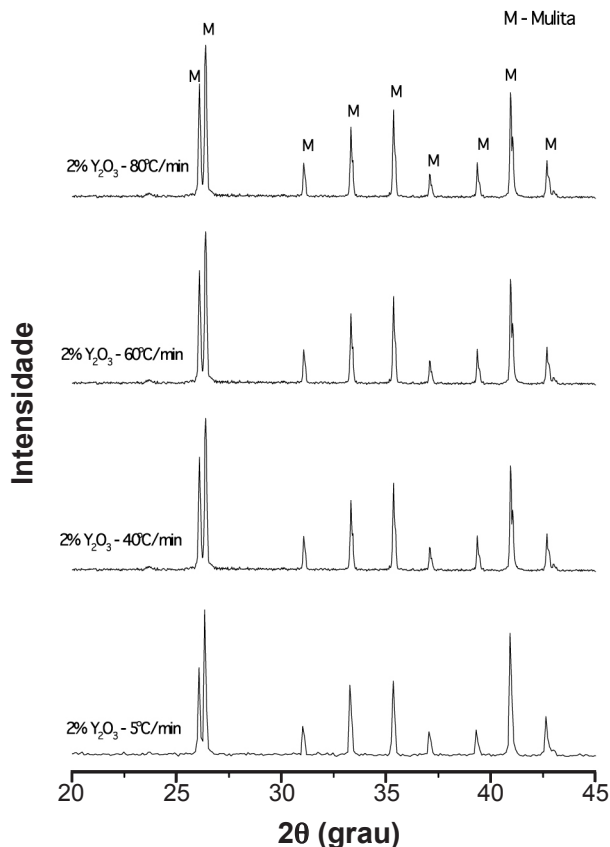 M - Mulita
M
M
M
M
M
M
M
M
M
2% Y₂O₃ - 80°C/min
2% Y₂O₃ - 60°C/min
2% Y₂O₃ - 40°C/min
2% Y₂O₃ - 5°C/min
Intensidade
20 25 30 35 40 45
2θ (grau)